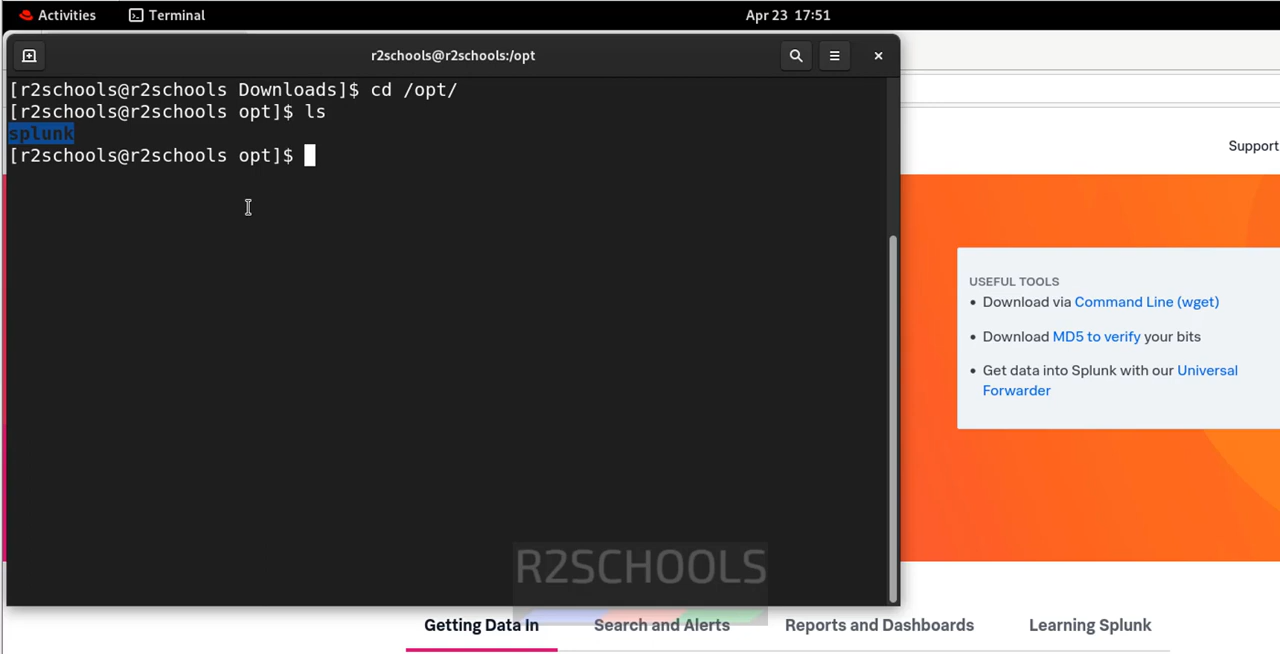 Activities Terminal Apr 23 17:51
r2schools@r2schools:/opt
[r2schools@r2schools Downloads]$ cd /opt/
[r2schools@r2schools opt]$ ls
splunk
[r2schools@r2schools opt]$
Support
USEFUL TOOLS
• Download via Command Line (wget)
• Download MD5 to verify your bits
• Get data into Splunk with our Universal
Forwarder
R2SCHOOLS
Getting Data In Search and Alerts Reports and Dashboards Learning Splunk